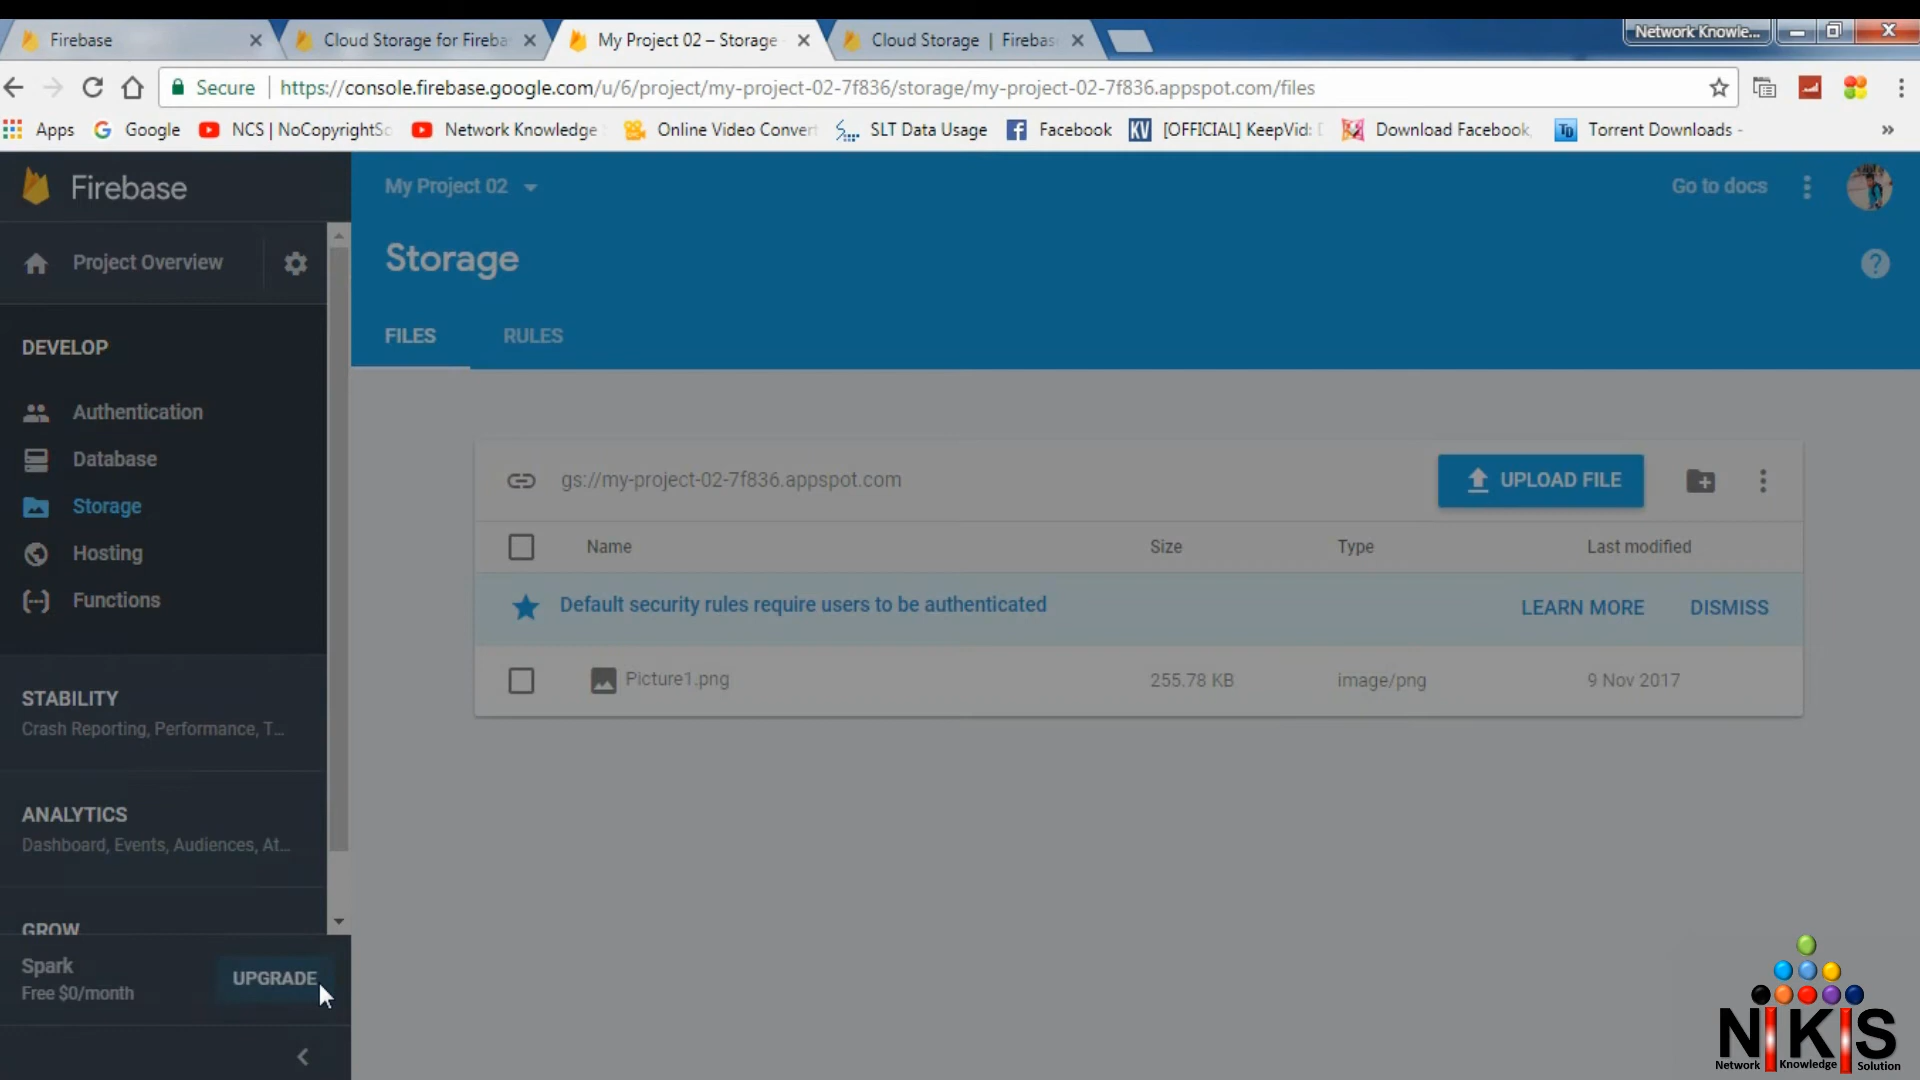 Firebase
Cloud Storage for Fireba
My Project 02 – Storage
Cloud Storage | Firebas
Network Knowle...
Secure
https://console.firebase.google.com/u/6/project/my-project-02-7f836/storage/my-project-02-7f836.appspot.com/files
Apps
Google
NCS | NoCopyrightSc
Network Knowledge
Online Video Convert
SLT Data Usage
Facebook
[OFFICIAL] KeepVid:
Download Facebook
Torrent Downloads -
»
Firebase
My Project 02
Go to docs
Project Overview
Storage
FILES
RULES
DEVELOP
Authentication
Database
Storage
Hosting
Functions
gs://my-project-02-7f836.appspot.com
UPLOAD FILE
Name
Size
Type
Last modified
Default security rules require users to be authenticated
LEARN MORE
DISMISS
Picture1.png
255.78 KB
image/png
9 Nov 2017
STABILITY
Crash Reporting, Performance, T...
ANALYTICS
Dashboard, Events, Audiences, At...
GROW
Spark
Free $0/month
UPGRADE
NKS
Network Knowledge Solution